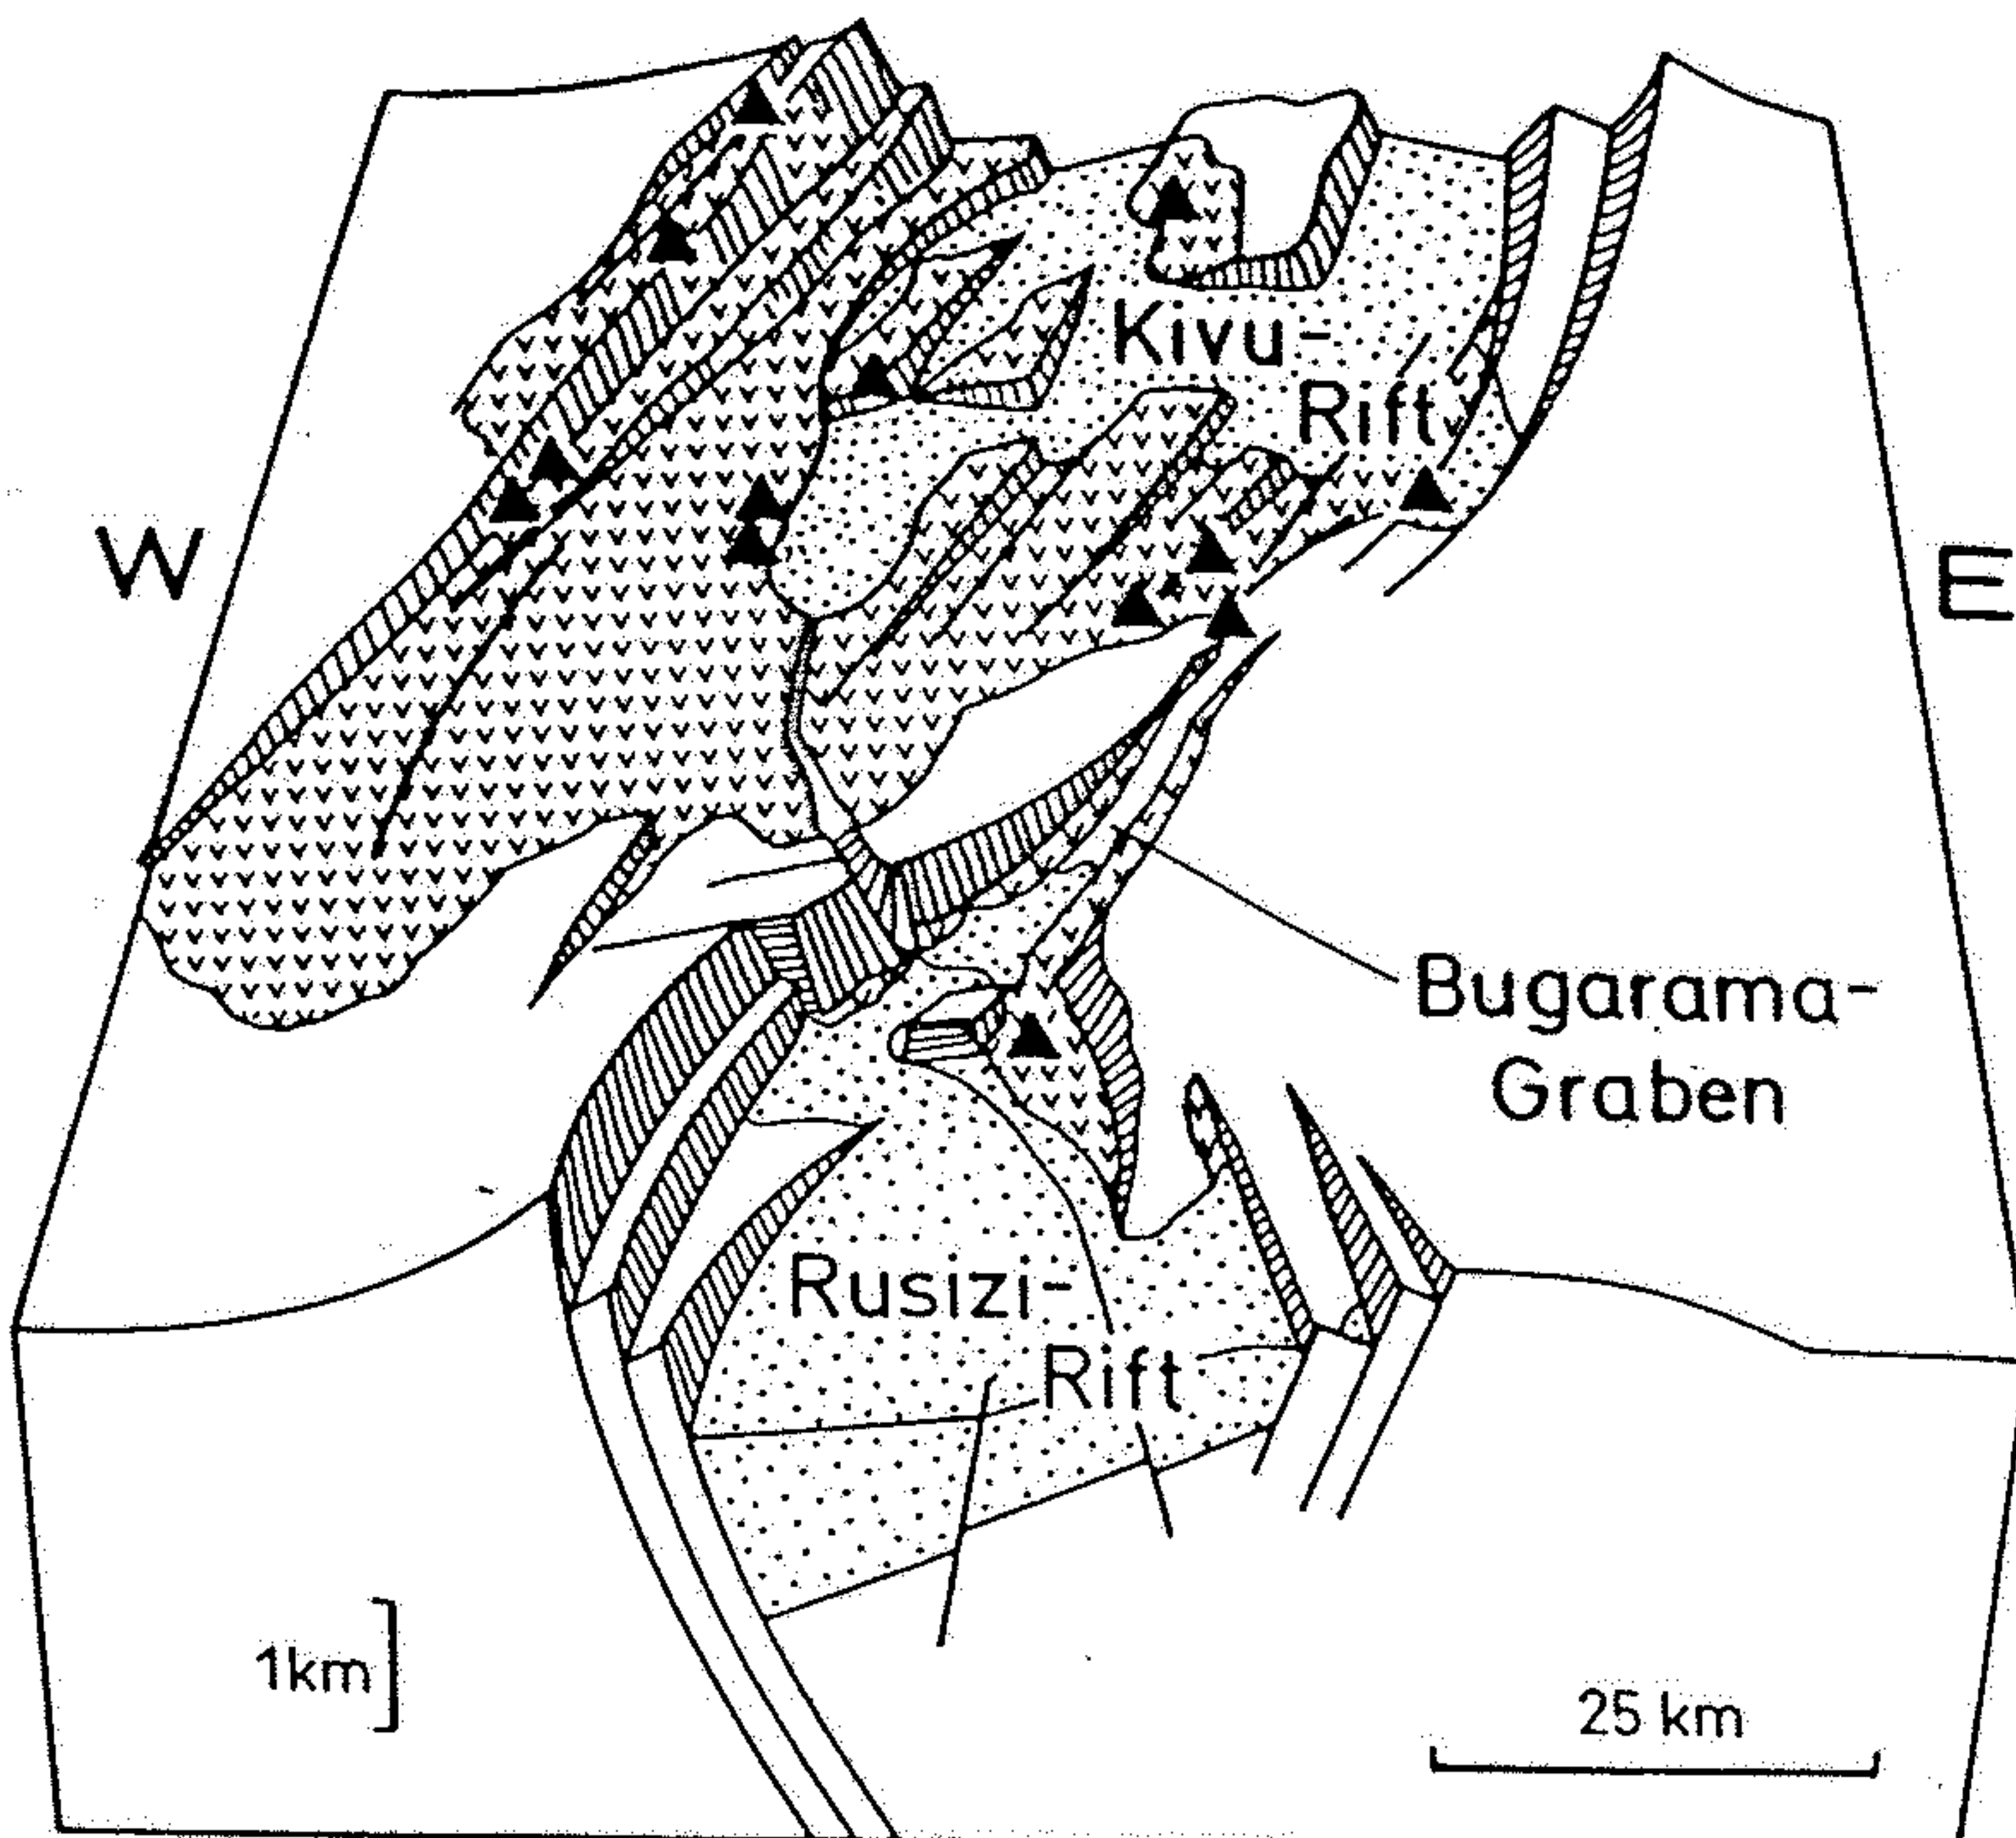 Kivu-
Rift
W
E
Bugarama-
Graben
Rusizi-
Rift
1km
25 km